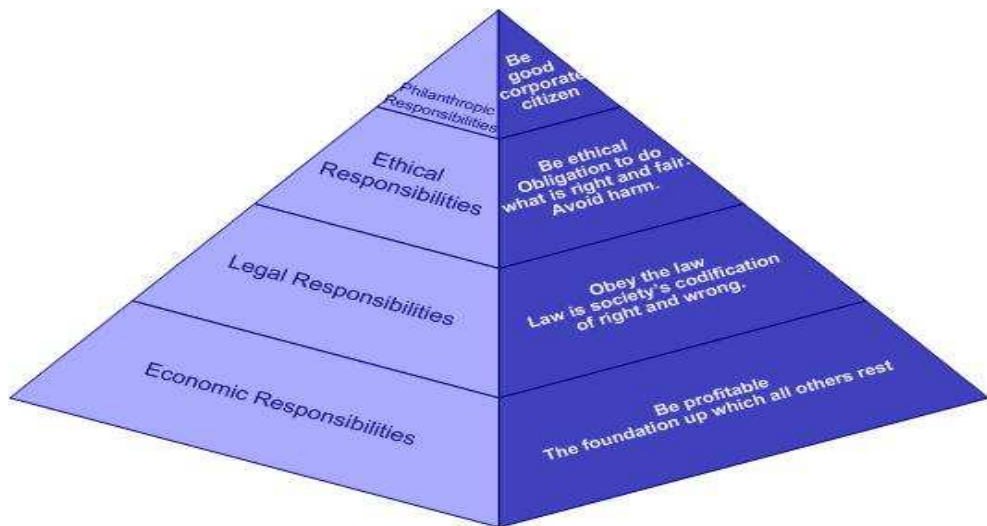 Philanthropic
Responsibilities
Be
good
corporate
citizen
Ethical
Responsibilities
Be ethical
Obligation to do
what is right and fair.
Avoid harm.
Legal Responsibilities
Obey the law
Law is society's codification
of right and wrong.
Economic Responsibilities
Be profitable
The foundation up which all others rest